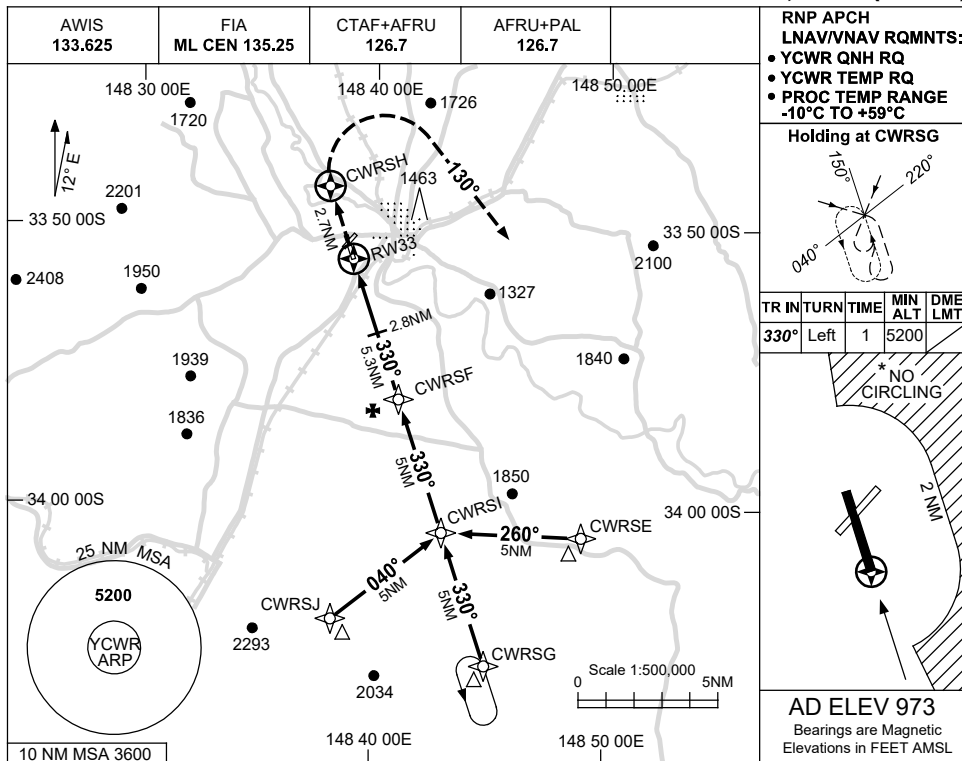 AWIS
133.625
FIA
ML CEN 135.25
CTAF+AFRU
126.7
AFRU+PAL
126.7
RNP APCH
LNAV/VNAV RQMNTS:
• YCWR QNH RQ
• YCWR TEMP RQ
• PROC TEMP RANGE
-10°C TO +59°C
148 30 00E
148 40 00E
148 50 00E
1720
1726
12° E
CWRSH
130°
1463
2201
33 50 00S
33 50 00S
2.7NM
RW33
2408
1950
2100
1327
2.8NM
330°
5.3NM
1939
CWRSF
1840
1836
330°
5NM
1850
34 00 00S
34 00 00S
CWRSI
260°
5NM
CWRSE
25 NM MSA
5200
YCWR
ARP
040°
5NM
330°
5NM
CWRSJ
2293
CWRSG
2034
Scale 1:500,000
0
5NM
148 40 00E
148 50 00E
10 NM MSA 3600
Holding at CWRSG
150°
220°
040°
TR IN
TURN
TIME
MIN
ALT
DME
LMT
330°
Left
1
5200
* NO
CIRCLING
2 NM
AD ELEV 973
Bearings are Magnetic
Elevations in FEET AMSL